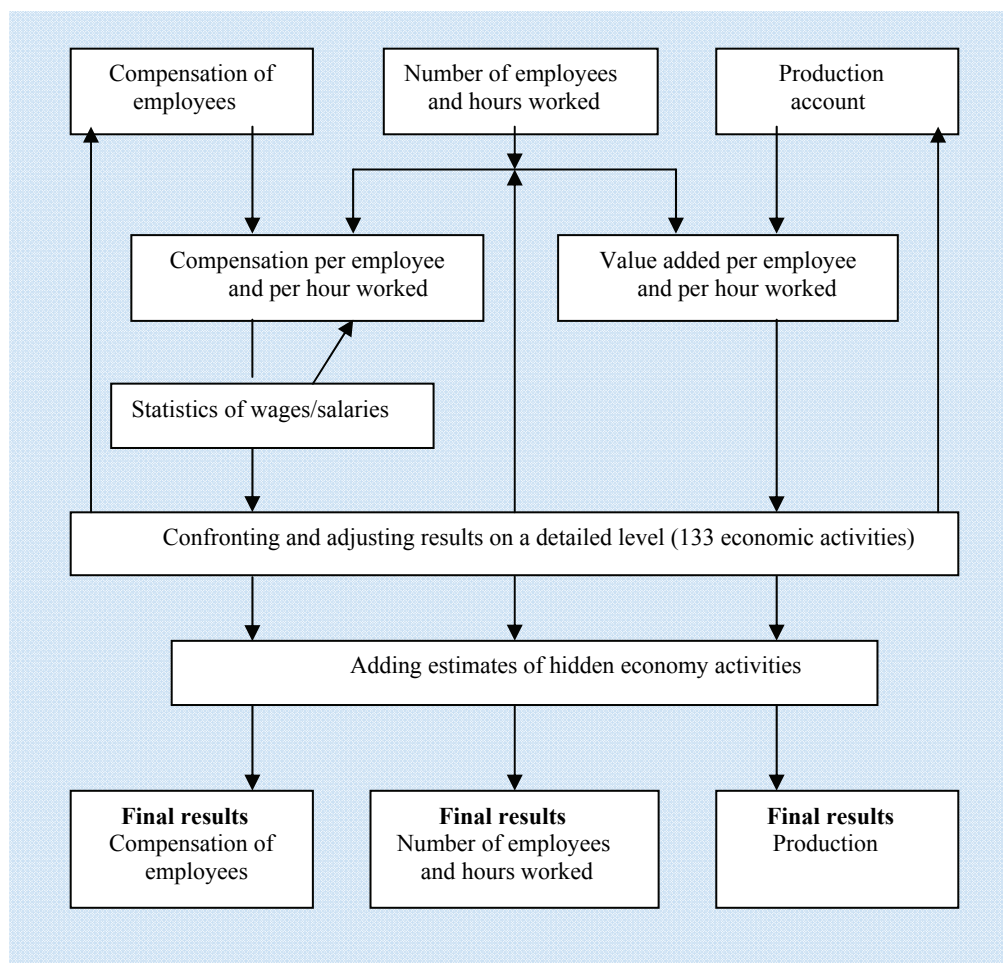 Compensation of
employees
Number of employees
and hours worked
Production
account
Compensation per employee
and per hour worked
Value added per employee
and per hour worked
Statistics of wages/salaries
Confronting and adjusting results on a detailed level (133 economic activities)
Adding estimates of hidden economy activities
Final results
Compensation of
employees
Final results
Number of employees
and hours worked
Final results
Production